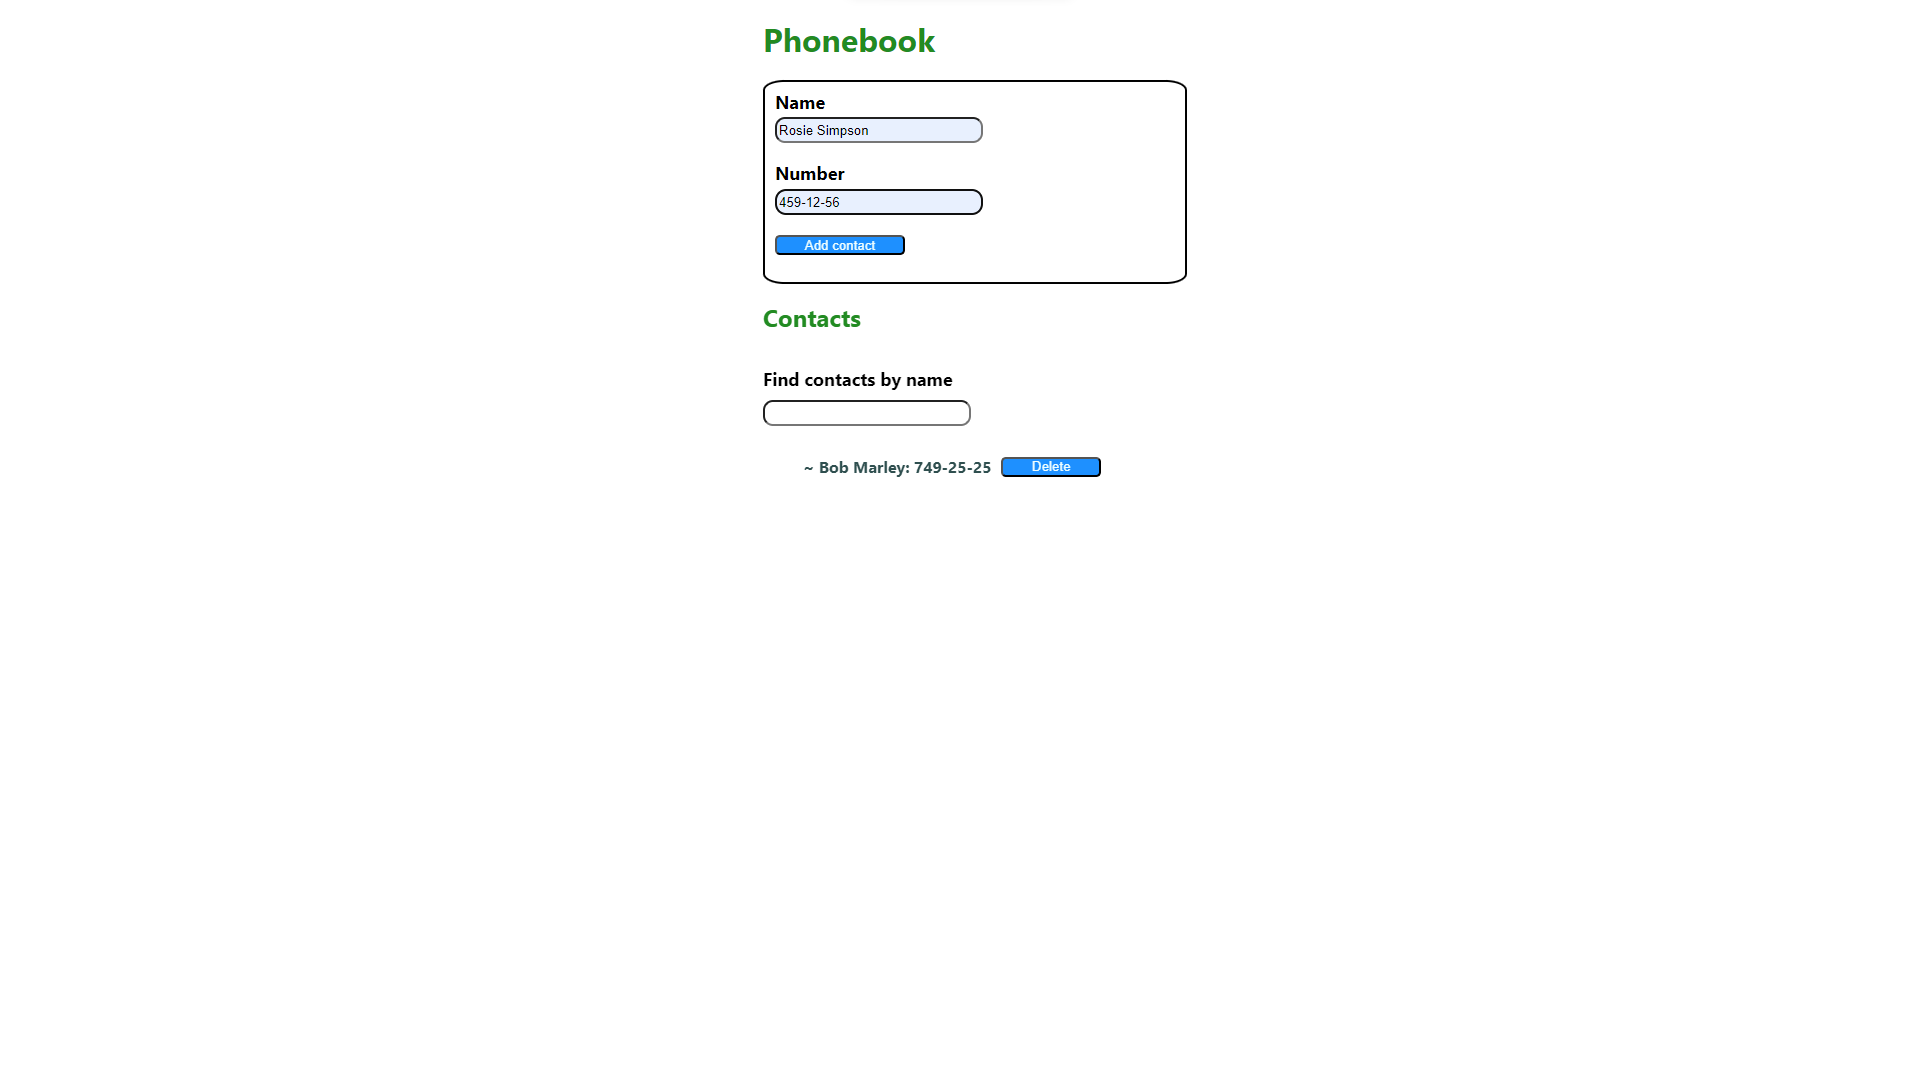 Phonebook
Name
Rosie Simpson
Number
459-12-56
Add contact
Contacts
Find contacts by name
~ Bob Marley: 749-25-25 Delete